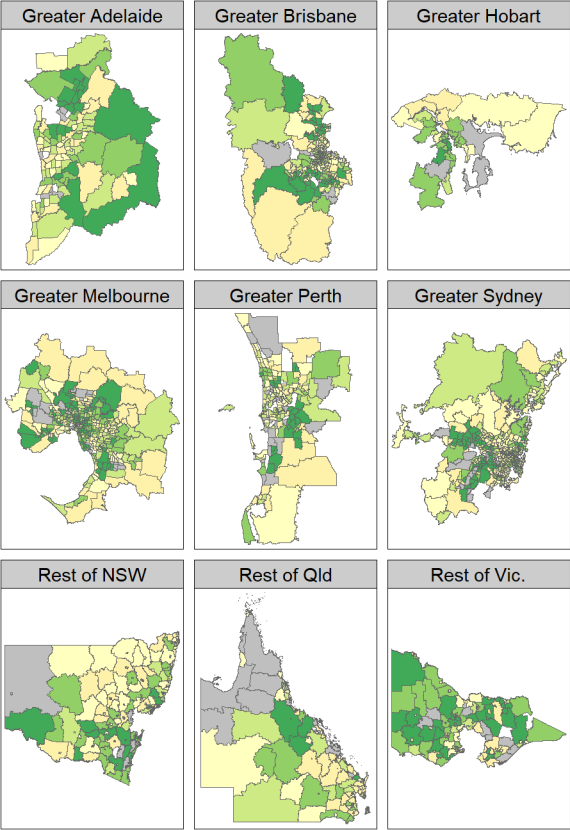 Greater Adelaide
Greater Brisbane
Greater Hobart
Greater Melbourne
Greater Perth
Greater Sydney
Rest of NSW
Rest of Qld
Rest of Vic.